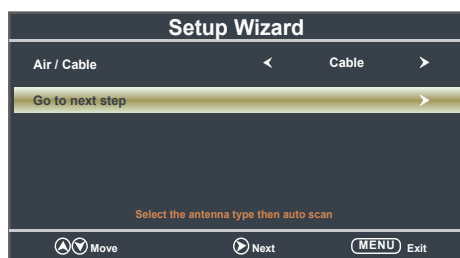 Setup Wizard
Air / Cable Cable
Go to next step
Select the antenna type then auto scan
Move Next MENU Exit